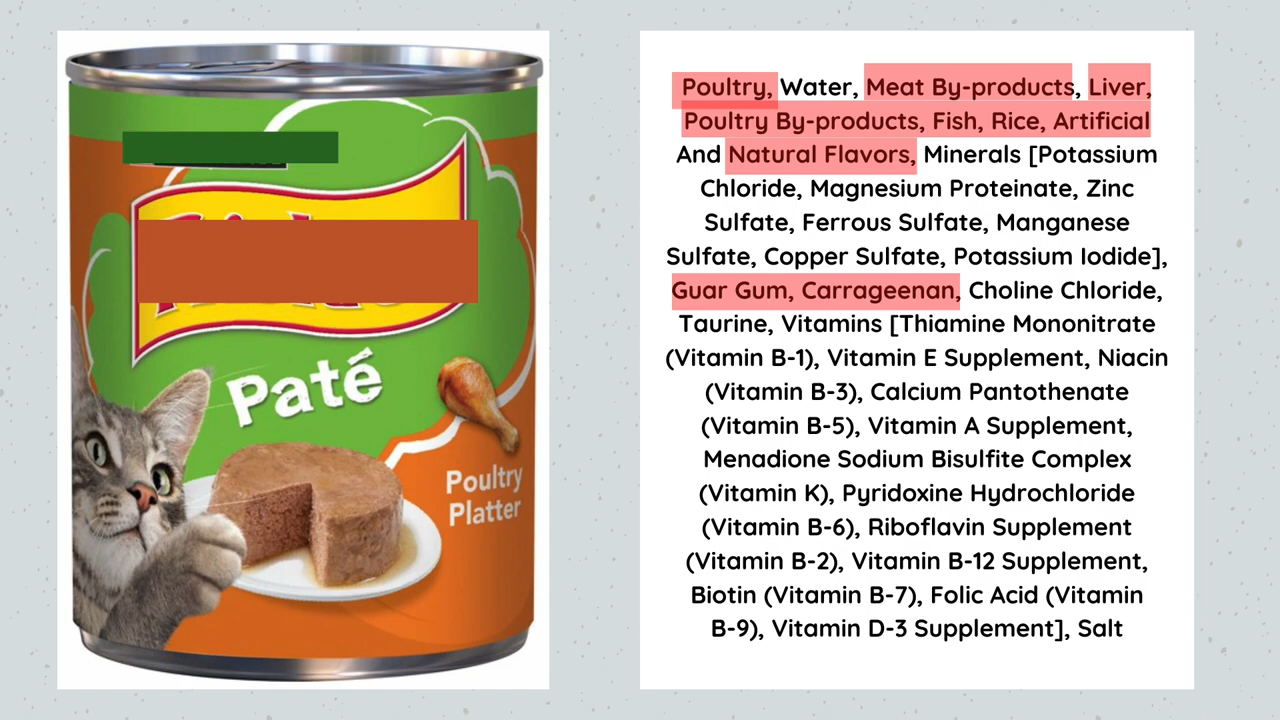 Paté
Poultry
Platter
Poultry, Water, Meat By-products, Liver,
Poultry By-products, Fish, Rice, Artificial
And Natural Flavors, Minerals [Potassium
Chloride, Magnesium Proteinate, Zinc
Sulfate, Ferrous Sulfate, Manganese
Sulfate, Copper Sulfate, Potassium Iodide],
Guar Gum, Carrageenan, Choline Chloride,
Taurine, Vitamins [Thiamine Mononitrate
(Vitamin B-1), Vitamin E Supplement, Niacin
(Vitamin B-3), Calcium Pantothenate
(Vitamin B-5), Vitamin A Supplement,
Menadione Sodium Bisulfite Complex
(Vitamin K), Pyridoxine Hydrochloride
(Vitamin B-6), Riboflavin Supplement
(Vitamin B-2), Vitamin B-12 Supplement,
Biotin (Vitamin B-7), Folic Acid (Vitamin
B-9), Vitamin D-3 Supplement], Salt